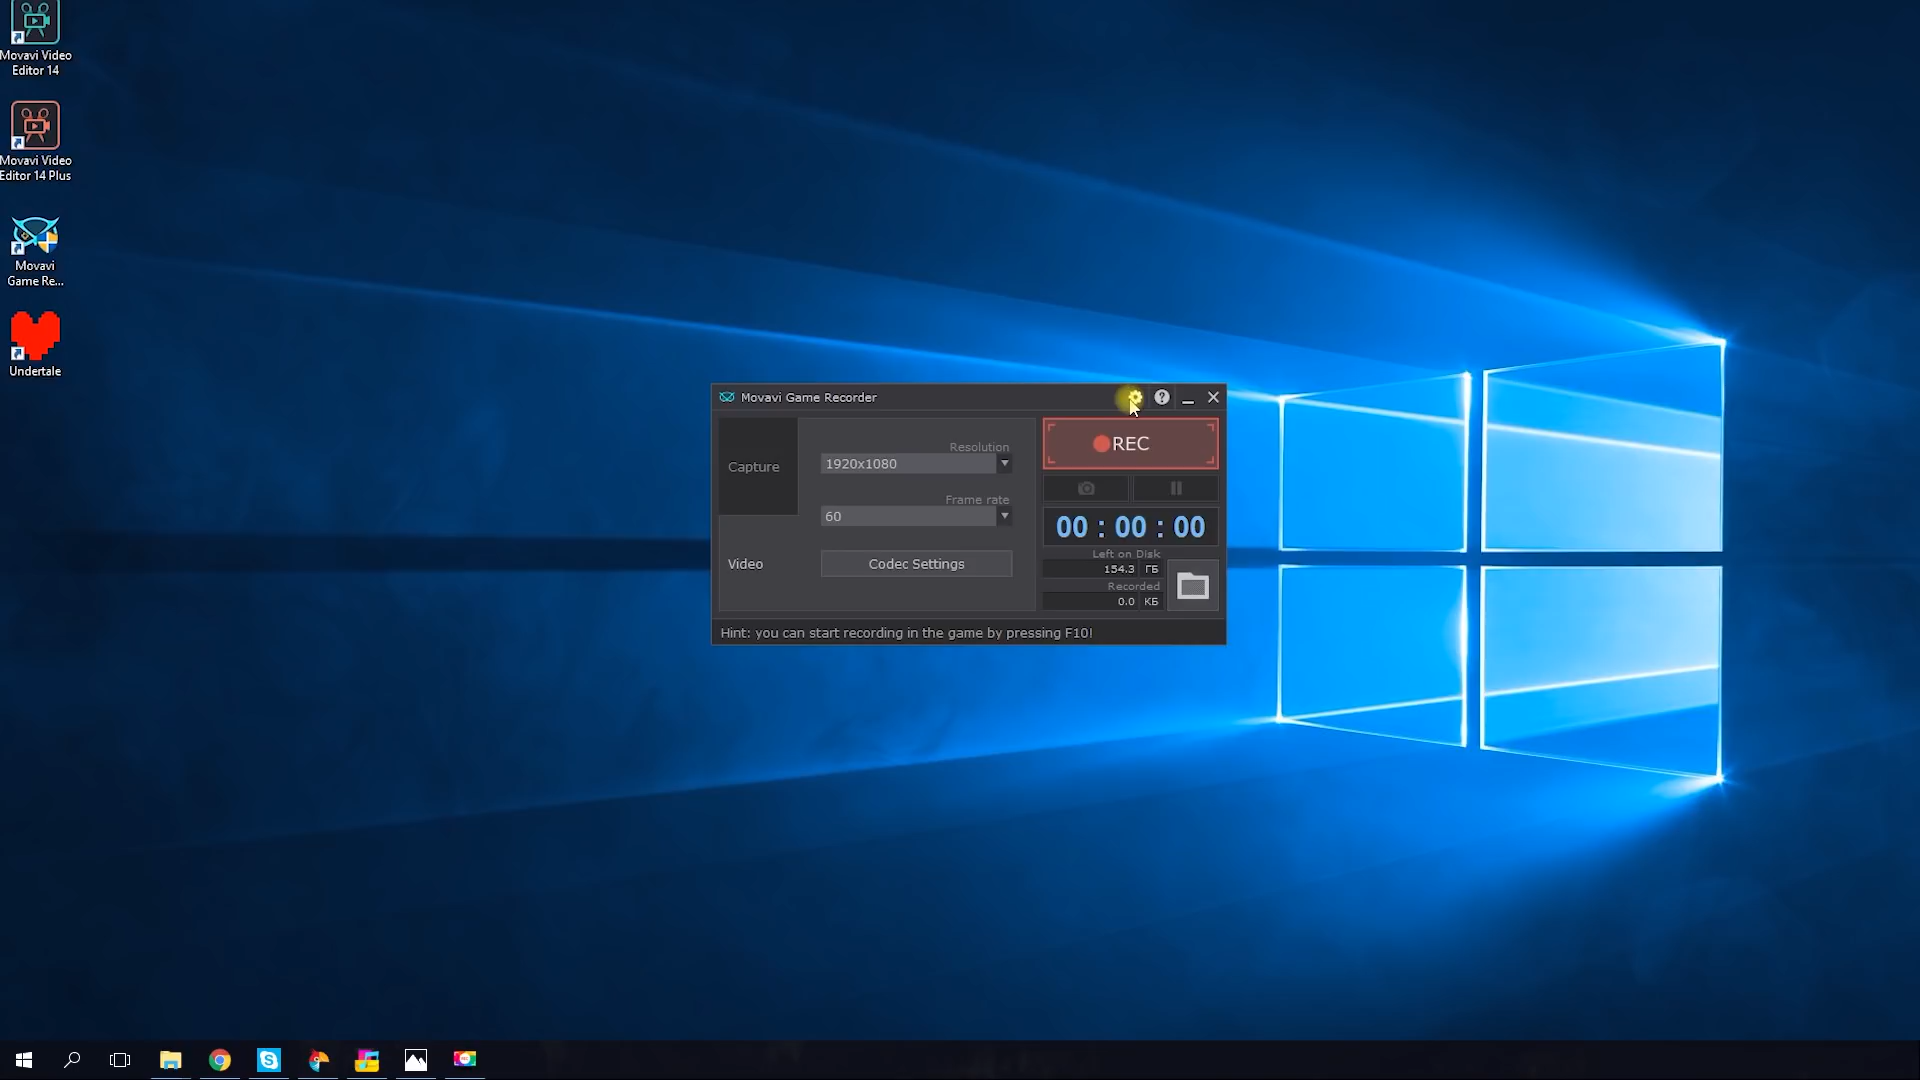 Movavi Video
Editor 14
Movavi Video
Editor 14 Plus
Movavi
Game Re...
Undertale
Movavi Game Recorder
?
Capture
Resolution
1920x1080
Frame rate
60
Video
Codec Settings
REC
00 : 00 : 00
Left on Disk
154.3 ГБ
Recorded
0.0 КБ
Hint: you can start recording in the game by pressing F10!